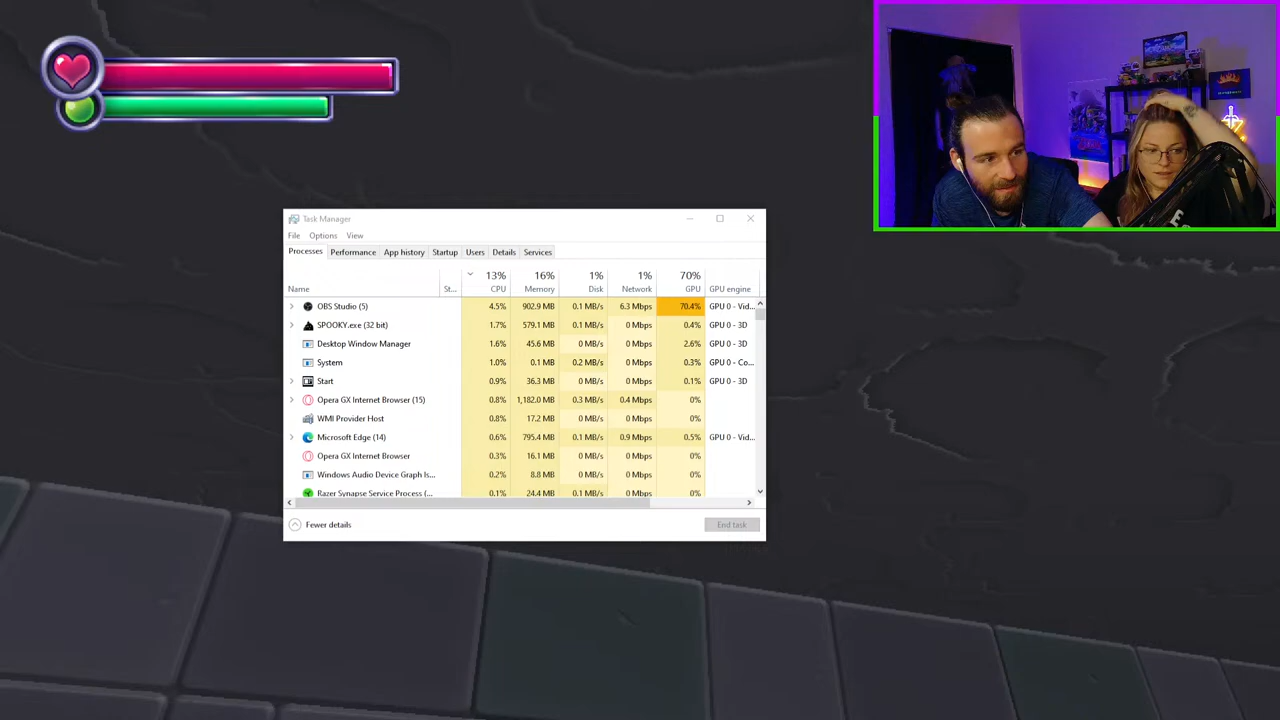 Task Manager
File Options View
Processes Performance App history Startup Users Details Services
13% 16% 1% 1% 70%
Name St... CPU Memory Disk Network GPU GPU engine
OBS Studio (5) 4.5% 902.9 MB 0.1 MB/s 6.3 Mbps 70.4% GPU 0 - Vid...
SPOOKY.exe (32 bit) 1.7% 579.1 MB 0.1 MB/s 0 Mbps 0.4% GPU 0 - 3D
Desktop Window Manager 1.6% 45.6 MB 0 MB/s 0 Mbps 2.6% GPU 0 - 3D
System 1.0% 0.1 MB 0.2 MB/s 0 Mbps 0.3% GPU 0 - Co...
Start 0.9% 36.3 MB 0 MB/s 0 Mbps 0.1% GPU 0 - 3D
Opera GX Internet Browser (15) 0.8% 1,182.0 MB 0.3 MB/s 0.4 Mbps 0%
WMI Provider Host 0.8% 17.2 MB 0 MB/s 0 Mbps 0%
Microsoft Edge (14) 0.6% 795.4 MB 0.1 MB/s 0.9 Mbps 0.5% GPU 0 - Vid...
Opera GX Internet Browser 0.3% 16.1 MB 0 MB/s 0 Mbps 0%
Windows Audio Device Graph Is... 0.2% 8.8 MB 0 MB/s 0 Mbps 0%
Razer Synapse Service Process (... 0.1% 24.4 MB 0.1 MB/s 0 Mbps 0%
Fewer details End task